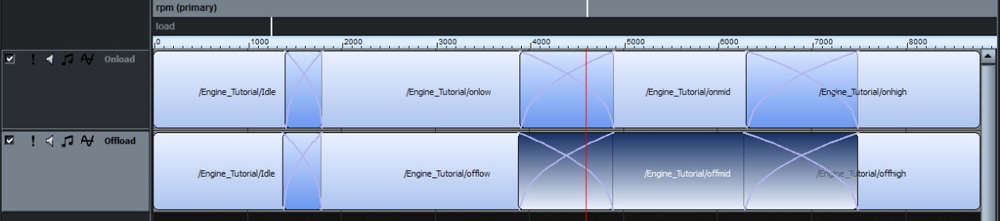 rpm (primary)
load
0 1000 2000 3000 4000 5000 6000 7000 8000
Onload
/Engine_Tutorial/Idle /Engine_Tutorial/onlow /Engine_Tutorial/onmid /Engine_Tutorial/onhigh
Offload
/Engine_Tutorial/Idle /Engine_Tutorial/offlow /Engine_Tutorial/offmid /Engine_Tutorial/offhigh